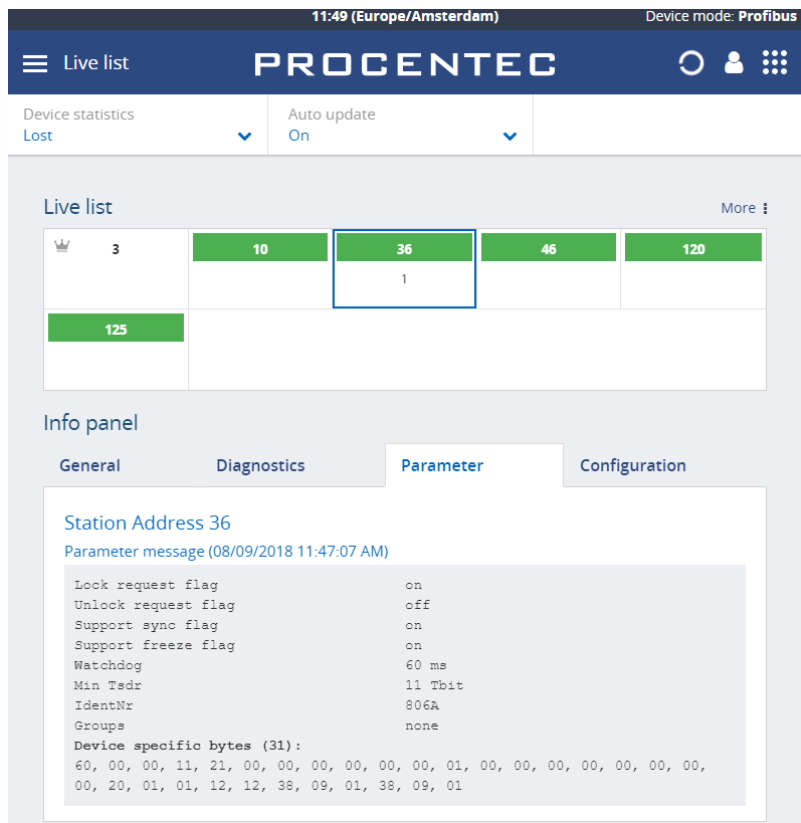 11:49 (Europe/Amsterdam) Device mode: Profibus
Live list PROCENTEC
Device statistics Auto update
Lost On
Live list More
3 10 36 46 120
1
125
Info panel
General Diagnostics Parameter Configuration
Station Address 36
Parameter message (08/09/2018 11:47:07 AM)
Lock request flag on
Unlock request flag off
Support sync flag on
Support freeze flag on
Watchdog 60 ms
Min Tsdr 11 Tbit
IdentNr 806A
Groups none
Device specific bytes (31):
60, 00, 00, 11, 21, 00, 00, 00, 00, 00, 00, 01, 00, 00, 00, 00, 00, 00, 00,
00, 20, 01, 01, 12, 12, 38, 09, 01, 38, 09, 01